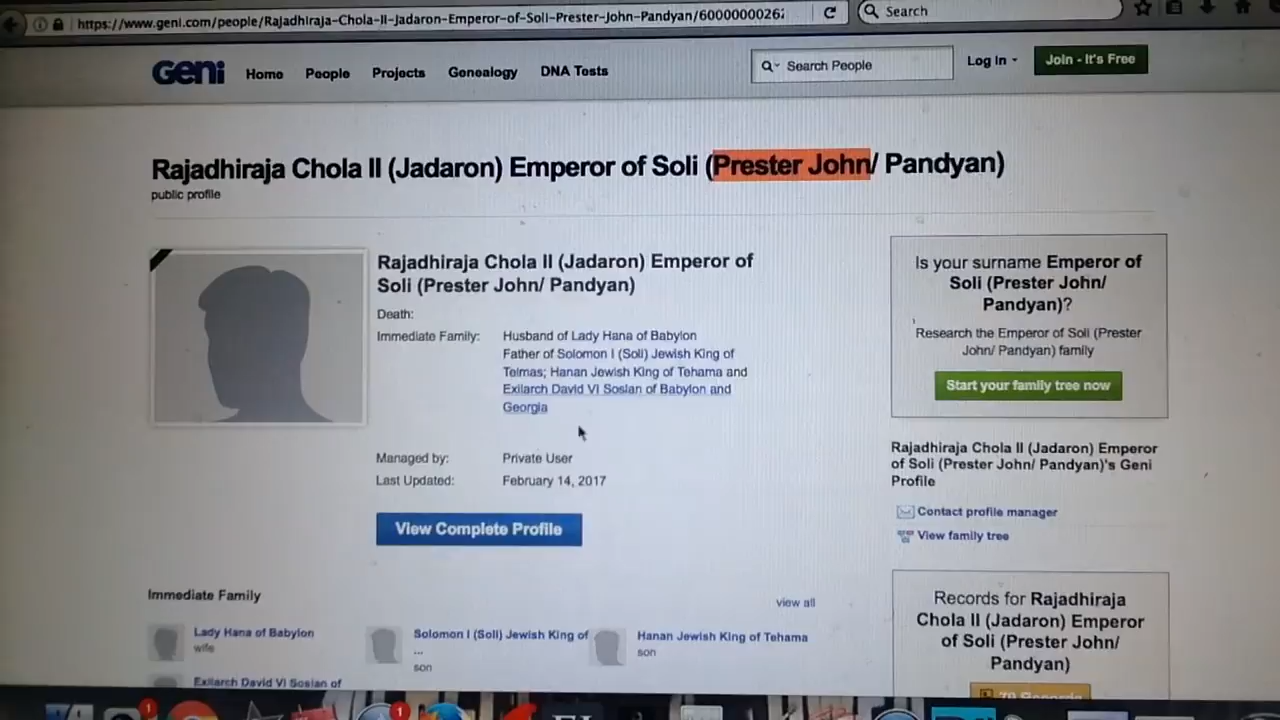 https://www.geni.com/people/Rajadhiraja-Chola-II-Jadaron-Emperor-of-Soli-Prester-John-Pandyan/6000000026
Search
Geni Home People Projects Genealogy DNA Tests Search People Log In Join - It's Free
Rajadhiraja Chola II (Jadaron) Emperor of Soli (Prester John/ Pandyan)
public profile
Rajadhiraja Chola II (Jadaron) Emperor of
Soli (Prester John/ Pandyan)
Death:
Immediate Family: Husband of Lady Hana of Babylon
Father of Solomon I (Soli) Jewish King of
Telmas; Hanan Jewish King of Tehama and
Exilarch David VI Soslan of Babylon and
Georgia
Managed by: Private User
Last Updated: February 14, 2017
View Complete Profile
Is your surname Emperor of
Soli (Prester John/
Pandyan)?
Research the Emperor of Soli (Prester
John/ Pandyan) family
Start your family tree now
Rajadhiraja Chola II (Jadaron) Emperor
of Soli (Prester John/ Pandyan)'s Geni
Profile
Contact profile manager
View family tree
Immediate Family
view all
Lady Hana of Babylon
wife
Solomon I (Soli) Jewish King of
...
son
Hanan Jewish King of Tehama
son
Exilarch David VI Soslan of
Records for Rajadhiraja
Chola II (Jadaron) Emperor
of Soli (Prester John/
Pandyan)
1
1